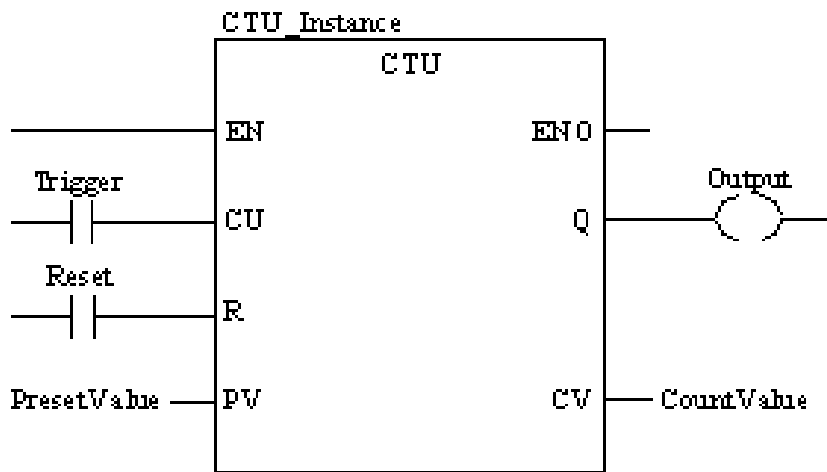 CTU_Instance
CTU
EN ENO
Trigger Output
CU Q
Reset
R
PresetValue PV CV CountValue